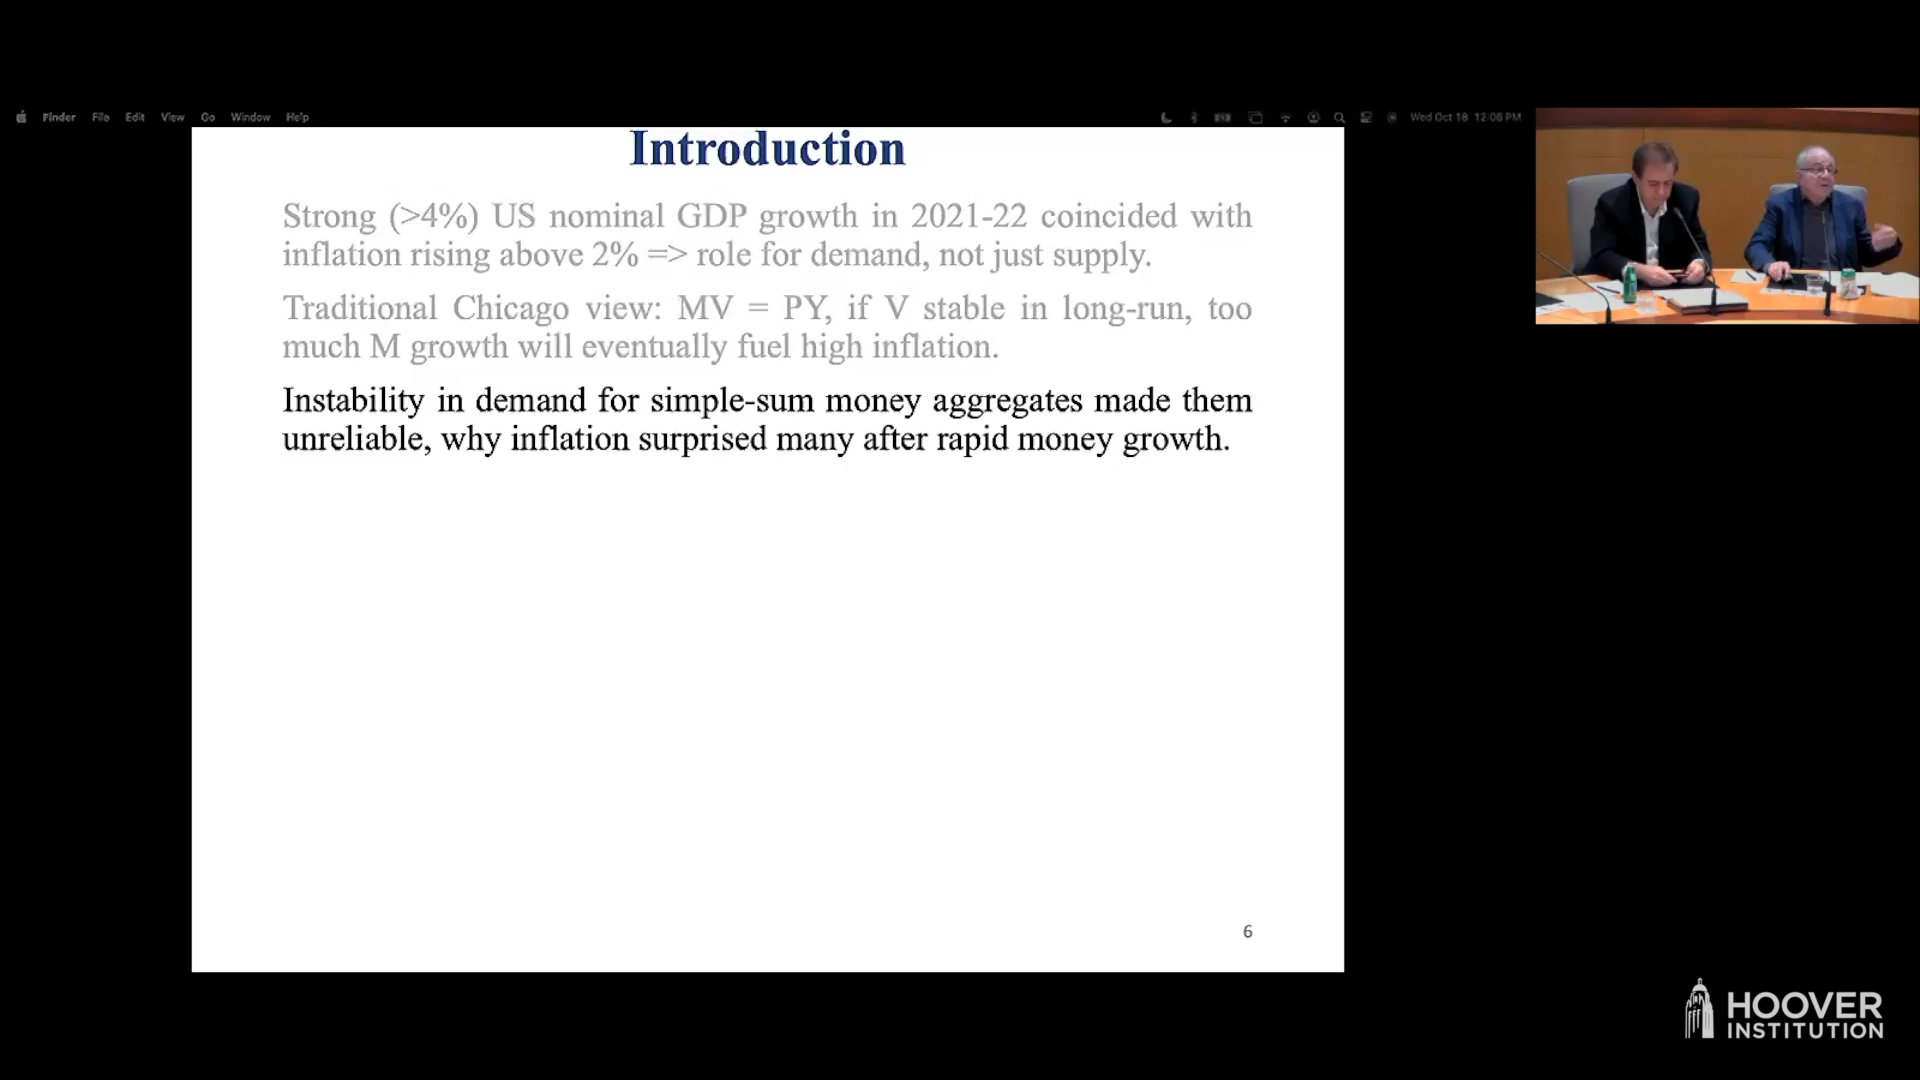 Finder File Edit View Go Window Help
Wed Oct 18 12:06 PM
Introduction
Strong (>4%) US nominal GDP growth in 2021-22 coincided with
inflation rising above 2% => role for demand, not just supply.
Traditional Chicago view: MV = PY, if V stable in long-run, too
much M growth will eventually fuel high inflation.
Instability in demand for simple-sum money aggregates made them
unreliable, why inflation surprised many after rapid money growth.
6
HOOVER
INSTITUTION